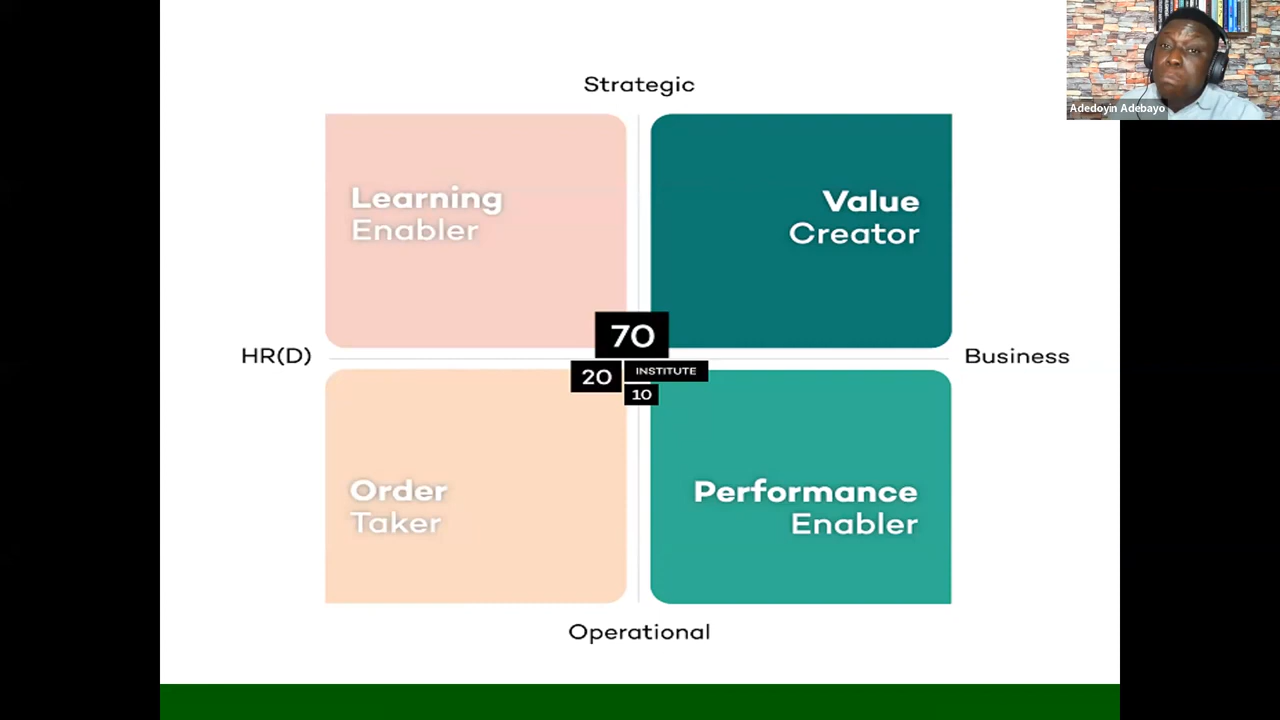 Adedoyin Adebayo
Strategic
Learning
Enabler
Value
Creator
HR(D)
70
20
INSTITUTE
10
Business
Order
Taker
Performance
Enabler
Operational